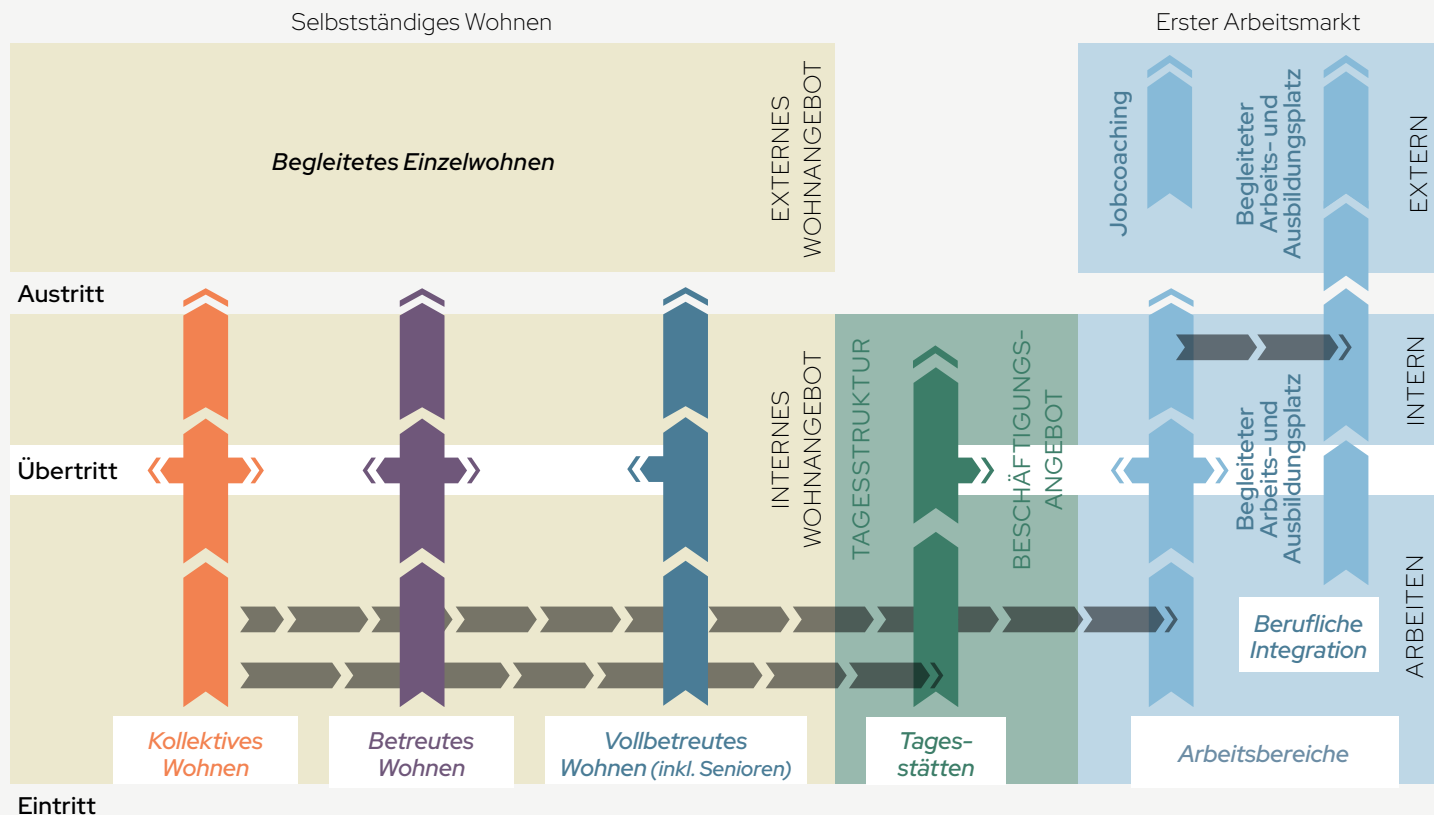 Selbstständiges Wohnen
Erster Arbeitsmarkt
Begleitetes Einzelwohnen
EXTERNES
WOHNANGEBOT
Jobcoaching
Begleiteter
Arbeits- und
Ausbildungsplatz
EXTERN
Austritt
INTERNES
WOHNANGEBOT
TAGESSTRUKTUR
BESCHÄFTIGUNGS-
ANGEBOT
Begleiteter
Arbeits- und
Ausbildungsplatz
INTERN
Übertritt
ARBEITEN
Berufliche
Integration
Kollektives
Wohnen
Betreutes
Wohnen
Vollbetreutes
Wohnen (inkl. Senioren)
Tages-
stätten
Arbeitsbereiche
Eintritt